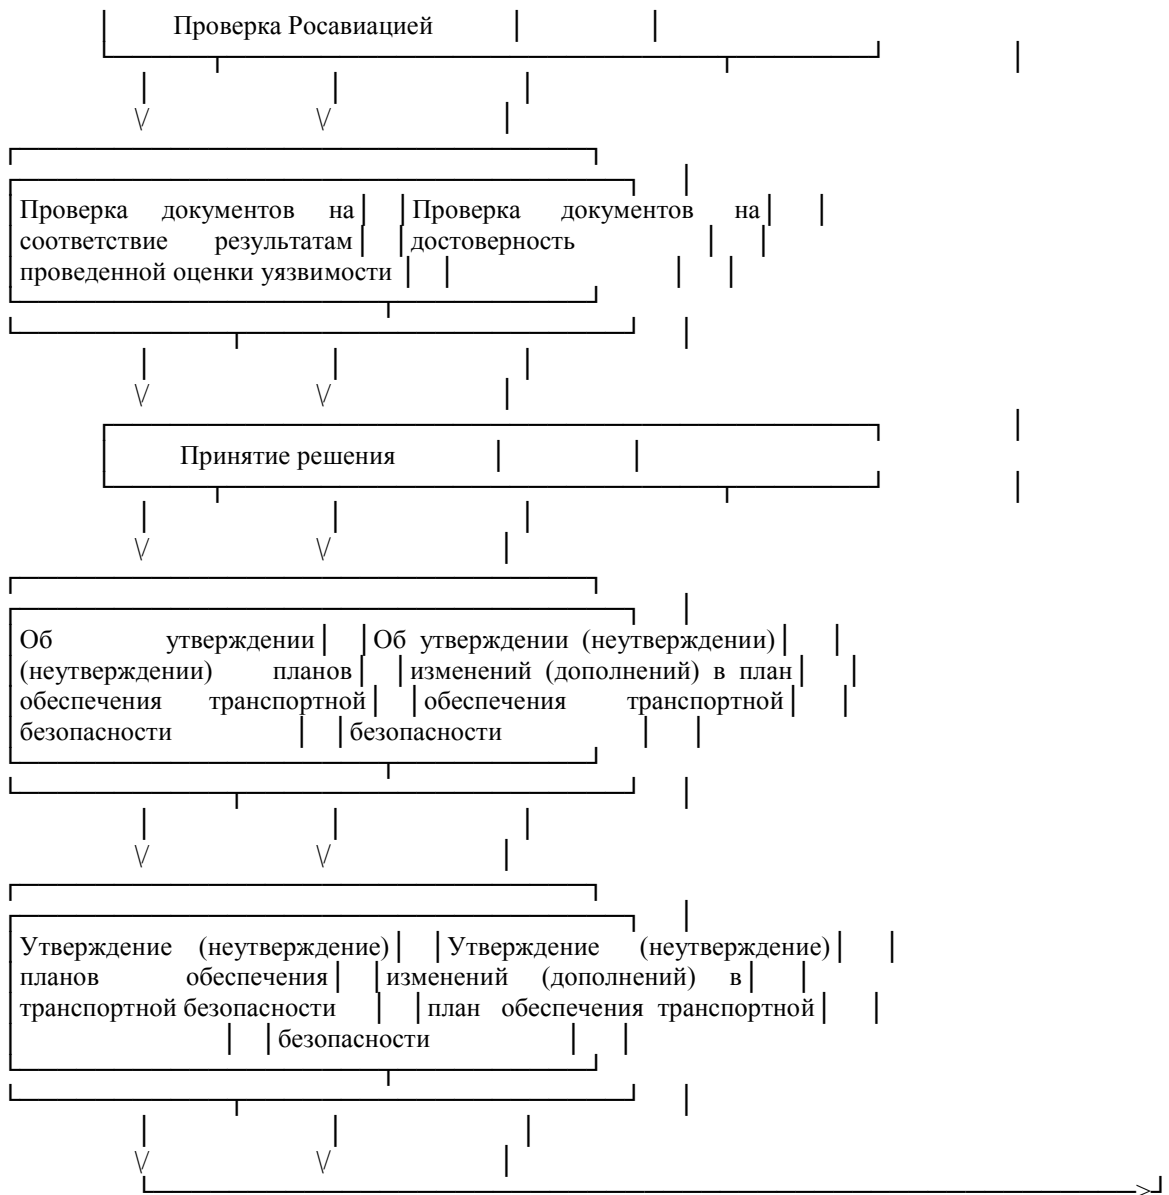 Проверка Росавиацией
Проверка документов на Проверка документов на
соответствие результатам достоверность
проведенной оценки уязвимости
Принятие решения
Об утверждении Об утверждении (неутверждении)
(неутверждении) планов изменений (дополнений) в план
обеспечения транспортной обеспечения транспортной
безопасности безопасности
Утверждение (неутверждение) Утверждение (неутверждение)
планов обеспечения изменений (дополнений) в
транспортной безопасности план обеспечения транспортной
безопасности